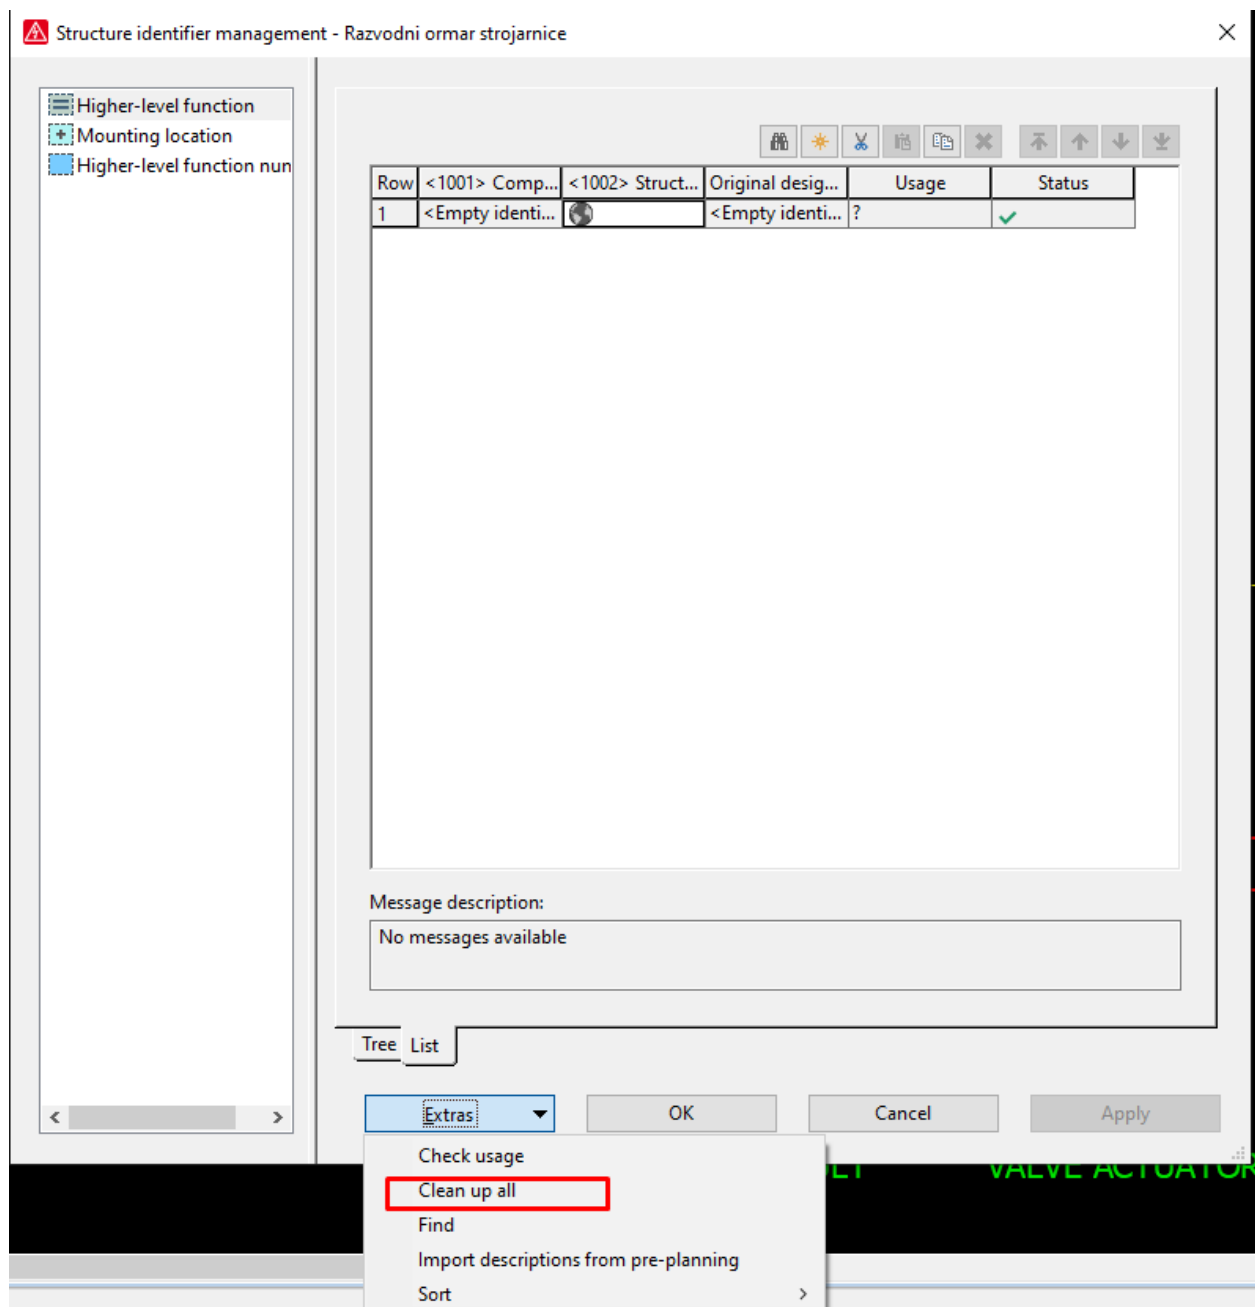 Structure identifier management - Razvodni ormar strojarnice
Higher-level function
Mounting location
Higher-level function nun
Row <1001> Comp... <1002> Struct... Original desig... Usage Status
1 <Empty identi... <Empty identi... ?
Message description:
No messages available
Tree List
Extras OK Cancel Apply
Check usage
Clean up all
Find
Import descriptions from pre-planning
Sort
VALVE ACTUATOR